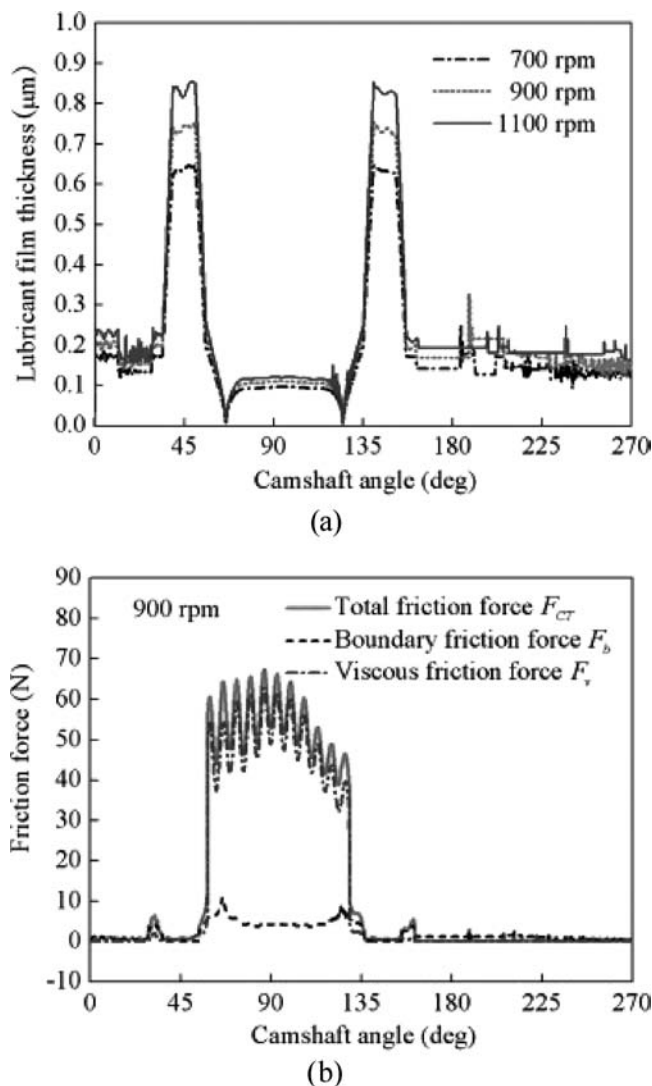 1.0
0.9
0.8
0.7
0.6
0.5
0.4
0.3
0.2
0.1
0.0
Lubricant film thickness (μm)
700 rpm
900 rpm
1100 rpm
0 45 90 135 180 225 270
Camshaft angle (deg)
(a)
90
80
70
60
50
40
30
20
10
0
-10
Friction force (N)
900 rpm
Total friction force F_CT
Boundary friction force F_b
Viscous friction force F_v
0 45 90 135 180 225 270
Camshaft angle (deg)
(b)